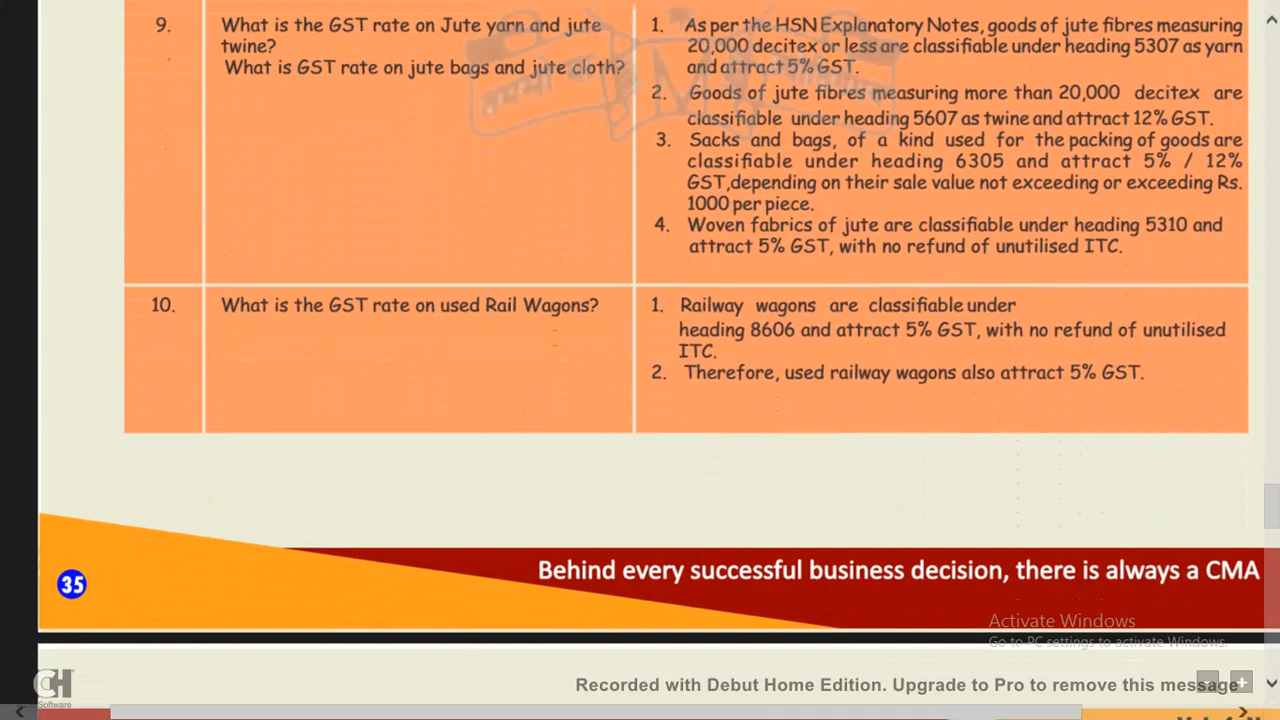 9.
What is the GST rate on Jute yarn and jute
twine?
What is GST rate on jute bags and jute cloth?
1. As per the HSN Explanatory Notes, goods of jute fibres measuring
20,000 decitex or less are classifiable under heading 5307 as yarn
and attract 5% GST.
2. Goods of jute fibres measuring more than 20,000 decitex are
classifiable under heading 5607 as twine and attract 12% GST.
3. Sacks and bags, of a kind used for the packing of goods are
classifiable under heading 6305 and attract 5% / 12%
GST,depending on their sale value not exceeding or exceeding Rs.
1000 per piece.
4. Woven fabrics of jute are classifiable under heading 5310 and
attract 5% GST, with no refund of unutilised ITC.
10.
What is the GST rate on used Rail Wagons?
1. Railway wagons are classifiable under
heading 8606 and attract 5% GST, with no refund of unutilised
ITC.
2. Therefore, used railway wagons also attract 5% GST.
35
Behind every successful business decision, there is always a CMA
Activate Windows
Go to PC settings to activate Windows.
CH
Software
Recorded with Debut Home Edition. Upgrade to Pro to remove this message